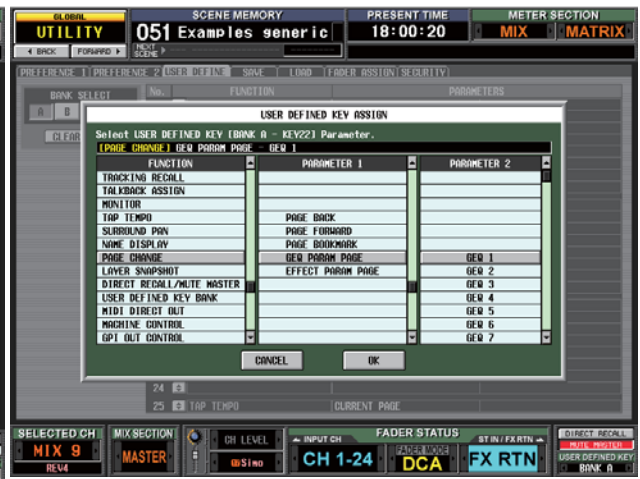 GLOBAL
UTILITY
SCENE MEMORY
051 Examples generic
PRESENT TIME
18:00:20
METER SECTION
MIX MATRIX
BACK FORWARD
NEXT SCENE
PREFERENCE 1 PREFERENCE 2 USER DEFINE SAVE LOAD FADER ASSIGN SECURITY
BANK SELECT No. FUNCTION PARAMETERS
A B
CLEAR
USER DEFINED KEY ASSIGN
Select USER DEFINED KEY [BANK A - KEY22] Parameter.
[PAGE CHANGE] GEQ PARAM PAGE - GEQ 1
FUNCTION PARAMETER 1 PARAMETER 2
TRACKING RECALL
TALKBACK ASSIGN
MONITOR
TAP TEMPO PAGE BACK
SURROUND PAN PAGE FORWARD
NAME DISPLAY PAGE BOOKMARK
PAGE CHANGE GEQ PARAM PAGE GEQ 1
LAYER SNAPSHOT EFFECT PARAM PAGE GEQ 2
DIRECT RECALL/MUTE MASTER GEQ 3
USER DEFINED KEY BANK GEQ 4
MIDI DIRECT OUT GEQ 5
MACHINE CONTROL GEQ 6
GPI OUT CONTROL GEQ 7
CANCEL OK
24
25 TAP TEMPO CURRENT PAGE
SELECTED CH
MIX 9
REV4
MIX SECTION
MASTER
CH LEVEL
Simo
FADER STATUS
INPUT CH
CH 1-24
FADER MODE
DCA
ST IN / FX RTN
FX RTN
DIRECT RECALL
MUTE MASTER
USER DEFINED KEY
BANK A